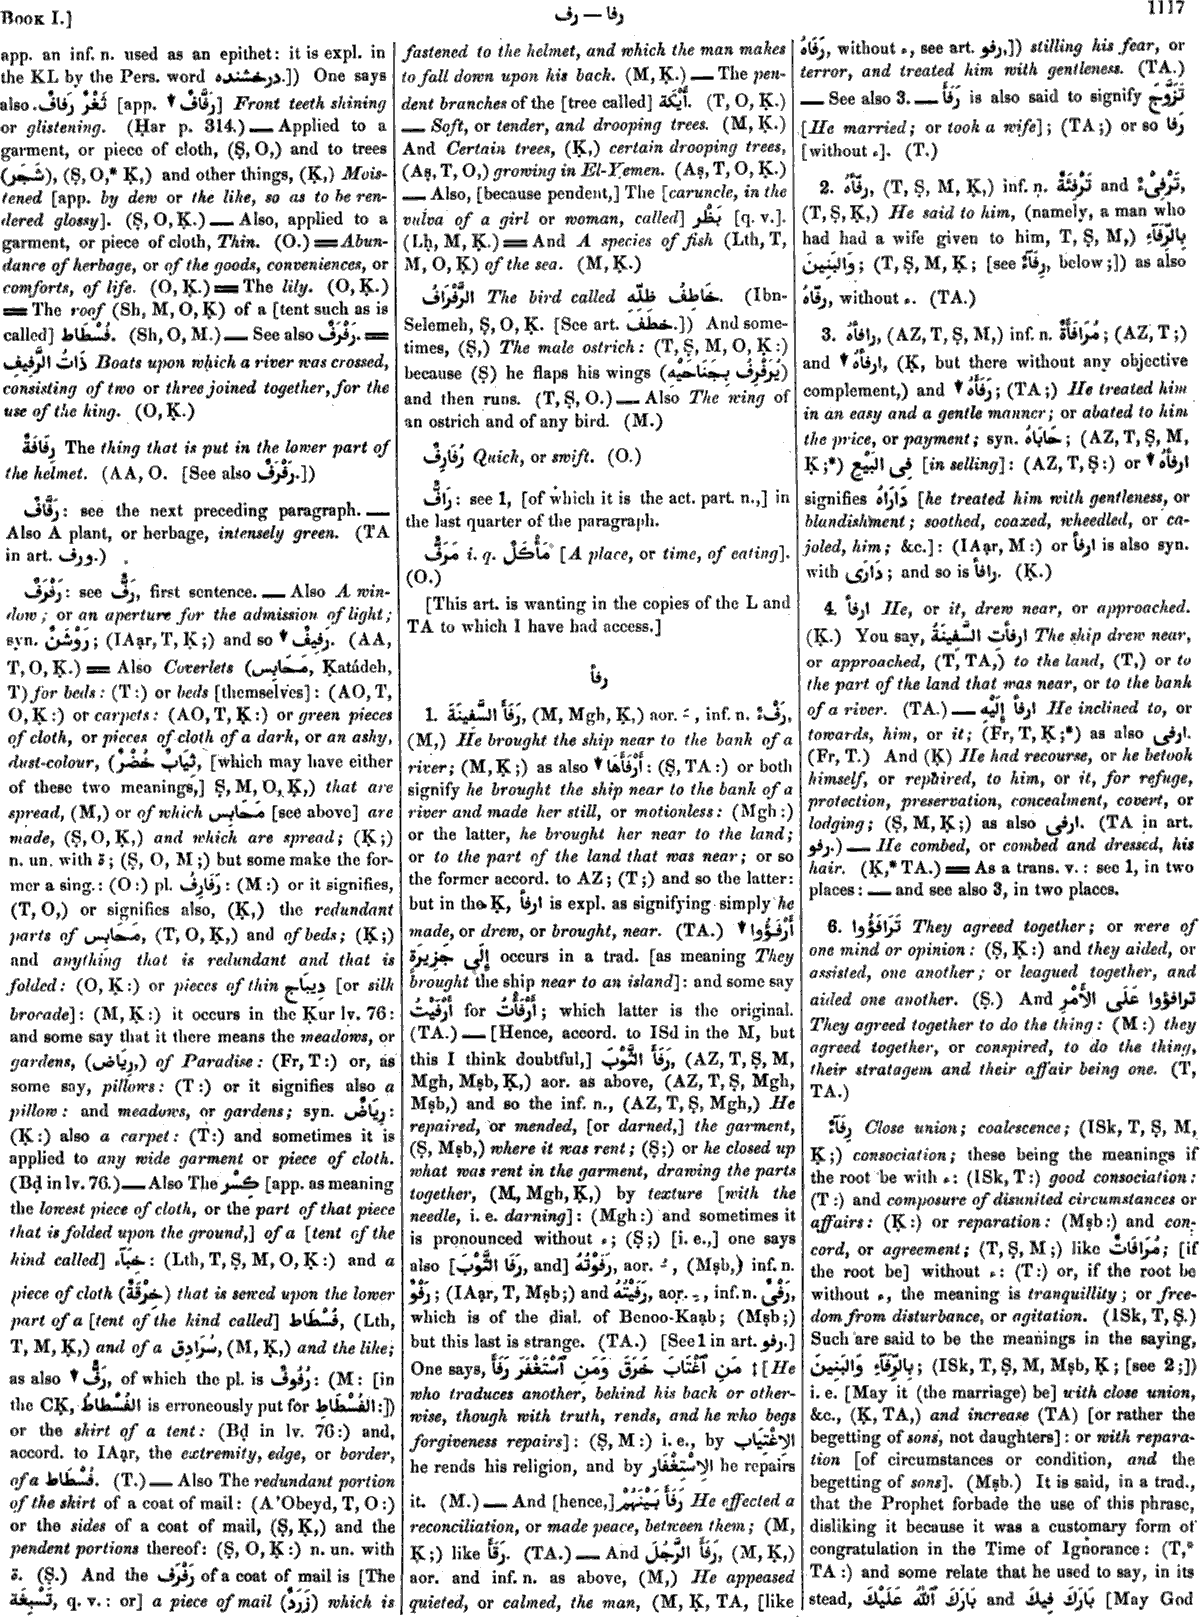 BOOK I.]
رفأ — رف
1117
app. an inf. n. used as an epithet: it is expl. in
the KL by the Pers. word درخشنده.]) One says
also ثَغْرٌ رَفَافٌ. [app. ↓ رَفَّافٌ] Front teeth shining
or glistening. (Ḥar p. 314.) — Applied to a
garment, or piece of cloth, (Ṣ, O,) and to trees
(شَجَر), (Ṣ, O,* Ḳ,) and other things, (Ḳ,) Mois-
tened [app. by dew or the like, so as to be ren-
dered glossy]. (Ṣ, O, Ḳ.) — Also, applied to a
garment, or piece of cloth, Thin. (O.) = Abun-
dance of herbage, or of the goods, conveniences, or
comforts, of life. (O, Ḳ.) = The lily. (O, Ḳ.)
= The roof (Sh, M, O, Ḳ) of a [tent such as is
called] فُسْطَاط. (Sh, O, M.) — See also رَفْرَفٌ. =
ذَاتُ الرَّفِيفِ Boats upon which a river was crossed,
consisting of two or three joined together, for the
use of the king. (O, Ḳ.)
رِفَافَةٌ The thing that is put in the lower part of
the helmet. (AA, O. [See also رَفْرَفٌ.])
رَفَّافٌ: see the next preceding paragraph. —
Also A plant, or herbage, intensely green. (TA
in art. ورف.)
رَفْرَفٌ: see رَفٌّ, first sentence. — Also A win-
dow; or an aperture for the admission of light;
syn. رَوْشَنٌ; (IAạr, T, Ḳ;) and so ↓ رَفِيفٌ. (AA,
T, O, Ḳ.) = Also Coverlets (مَحَابِس, Ḳatádeh,
T) for beds: (T:) or beds [themselves]: (AO, T,
O, Ḳ:) or carpets: (AO, T, Ḳ:) or green pieces
of cloth, or pieces of cloth of a dark, or an ashy,
dust-colour, (ثِيَابٌ خُضْرٌ, [which may have either
of these two meanings,] Ṣ, M, O, Ḳ,) that are
spread, (M,) or of which مَحَابِس [see above] are
made, (Ṣ, O, Ḳ,) and which are spread; (Ḳ;)
n. un. with ة; (Ṣ, O, M;) but some make the for-
mer a sing.: (O:) pl. رَفَارِفُ: (M:) or it signifies,
(T, O,) or signifies also, (Ḳ,) the redundant
parts of مَحَابِس, (T, O, Ḳ,) and of beds; (Ḳ;)
and anything that is redundant and that is
folded: (O, Ḳ:) or pieces of thin دِيبَاج [or silk
brocade]: (M, Ḳ:) it occurs in the Ḳur lv. 76:
and some say that it there means the meadows, or
gardens, (رِيَاض,) of Paradise: (Fr, T:) or, as
some say, pillows: (T:) or it signifies also a
pillow: and meadows, or gardens; syn. رِيَاضٌ:
(Ḳ:) also a carpet: (T:) and sometimes it is
applied to any wide garment or piece of cloth.
(Bḍ in lv. 76.) — Also The كِسْر [app. as meaning
the lowest piece of cloth, or the part of that piece
that is folded upon the ground,] of a [tent of the
kind called] خِبَآء: (Lth, T, Ṣ, M, O, Ḳ:) and a
piece of cloth (خِرْقَةٌ) that is sewed upon the lower
part of a [tent of the kind called] فُسْطَاط, (Lth,
T, M, Ḳ,) and of a سُرَادِق, (M, Ḳ,) and the like;
as also ↓ رَفٌّ, of which the pl. is رُفُوفٌ: (M: [in
the CḲ, الفُسْطَاطُ is erroneously put for الفُسْطَاطِ:])
or the skirt of a tent: (Bḍ in lv. 76:) and,
accord. to IAạr, the extremity, edge, or border,
of a فُسْطَاط. (T.) — Also The redundant portion
of the skirt of a coat of mail: (A'Obeyd, T, O:)
or the sides of a coat of mail, (Ṣ, Ḳ,) and the
pendent portions thereof: (Ṣ, O, Ḳ:) n. un. with
ة. (Ṣ.) And the رَفْرَف of a coat of mail is [The
تَسْبِغَة, q. v.: or] a piece of mail (زَرَدٌ) which is
fastened to the helmet, and which the man makes
to fall down upon his back. (M, Ḳ.) — The pen-
dent branches of the [tree called] أَيْكَة. (T, O, Ḳ.)
— Soft, or tender, and drooping trees. (M, Ḳ.)
And Certain trees, (Ḳ,) certain drooping trees,
(Aṣ, T, O,) growing in El-Yemen. (Aṣ, T, O, Ḳ.)
— Also, [because pendent,] The [caruncle, in the
vulva of a girl or woman, called] بَظْر [q. v.].
(Lḥ, M, Ḳ.) = And A species of fish (Lth, T,
M, O, Ḳ) of the sea. (M, Ḳ.)
الرَّفْرَافُ The bird called خَاطِفُ ظِلِّهِ. (Ibn-
Selemeh, Ṣ, O, Ḳ. [See art. خطف.]) And some-
times, (Ṣ,) The male ostrich: (T, Ṣ, M, O, Ḳ:)
because (Ṣ) he flaps his wings (يُرَفْرِفُ بِجَنَاحَيْهِ)
and then runs. (T, Ṣ, O.) — Also The wing of
an ostrich and of any bird. (M.)
رُفَارِفٌ Quick, or swift. (O.)
رَافٌّ: see 1, [of which it is the act. part. n.,] in
the last quarter of the paragraph.
مَرَفٌّ i. q. مَأْكَلٌ [A place, or time, of eating].
(O.)
[This art. is wanting in the copies of the L and
TA to which I have had access.]
رفأ
1. رَفَأَ السَّفِينَةَ, (M, Mgh, Ḳ,) aor. ـَ , inf. n. رَفْءٌ,
(M,) He brought the ship near to the bank of a
river; (M, Ḳ;) as also ↓ أَرْفَأَهَا: (Ṣ, TA:) or both
signify he brought the ship near to the bank of a
river and made her still, or motionless: (Mgh:)
or the latter, he brought her near to the land;
or to the part of the land that was near; or so
the former accord. to AZ; (T;) and so the latter:
but in the Ḳ, ارفأ is expl. as signifying simply he
made, or drew, or brought, near. (TA.) ↓ أَرْفَؤُوا
إِلَى جَزِيرَةٍ occurs in a trad. [as meaning They
brought the ship near to an island]: and some say
أَرْفَيْتُ for أَرْفَأْتُ; which latter is the original.
(TA.) — [Hence, accord. to ISd in the M, but
this I think doubtful,] رَفَأَ الثَّوْبَ, (AZ, T, Ṣ, M,
Mgh, Mṣb, Ḳ,) aor. as above, (AZ, T, Ṣ, Mgh,
Mṣb,) and so the inf. n., (AZ, T, Ṣ, Mgh,) He
repaired, or mended, [or darned,] the garment,
(Ṣ, Mṣb,) where it was rent; (Ṣ;) or he closed up
what was rent in the garment, drawing the parts
together, (M, Mgh, Ḳ,) by texture [with the
needle, i. e. darning]: (Mgh:) and sometimes it
is pronounced without ء; (Ṣ;) [i. e.,] one says
also [رَفَا الثَّوْبَ, and] رَفَوْتُهُ, aor. ـُ , (Mṣb,) inf. n.
رَفْوٌ; (IAạr, T, Mṣb;) and رَفَيْتُهُ, aor. ـِ , inf. n. رَفْىٌ,
which is of the dial. of Benoo-Kaạb; (Mṣb;)
but this last is strange. (TA.) [See 1 in art. رفو.]
One says, مَنِ ٱغْتَابَ خَرَقَ وَمَنِ ٱسْتَغْفَرَ رَفَأَ ‡ [He
who traduces another, behind his back or other-
wise, though with truth, rends, and he who begs
forgiveness repairs]: (Ṣ, M:) i. e., by الاِغْتِيَاب
he rends his religion, and by الاِسْتِغْفَار he repairs
it. (M.) — And [hence,] رَفَأَ بَيْنَهُمْ He effected a
reconciliation, or made peace, between them; (M,
Ḳ;) like رَفَأَ. (TA.) — And رَفَأَ الرَّجُلَ, (M, Ḳ,)
aor. and inf. n. as above, (M,) He appeased
quieted, or calmed, the man, (M, Ḳ, TA, [like
رَفَاهُ, without ء, see art. رفو,]) stilling his fear, or
terror, and treated him with gentleness. (TA.)
— See also 3. — رَفَأَ is also said to signify تَزَوَّجَ
[He married; or took a wife]; (TA;) or so رَفَا
[without ء]. (T.)
2. رفّأهُ, (T, Ṣ, M, Ḳ,) inf. n. تَرْفِئَةٌ and تَرْفِىْءٌ,
(T, Ṣ, Ḳ,) He said to him, (namely, a man who
had had a wife given to him, T, Ṣ, M,) بِالرِّفَآءِ
وَالبَنِينَ; (T, Ṣ, M, Ḳ; [see رِفَآءٌ, below;]) as also
رفّاهُ, without ء. (TA.)
3. رافأهُ, (AZ, T, Ṣ, M,) inf. n. مُرَافَأَةٌ; (AZ, T;)
and ↓ ارفأهُ, (Ḳ, but there without any objective
complement,) and ↓ رَفَأَهُ; (TA;) He treated him
in an easy and a gentle manner; or abated to him
the price, or payment; syn. حَابَاهُ; (AZ, T, Ṣ, M,
Ḳ;*) فِى البَيْعِ [in selling]: (AZ, T, Ṣ:) or ↓ ارفأهُ
signifies دَارَاهُ [he treated him with gentleness, or
blandishment; soothed, coaxed, wheedled, or ca-
joled, him; &c.]: (IAạr, M:) or ارفأ is also syn.
with دَارَى; and so is رافأ. (Ḳ.)
4. ارفأ He, or it, drew near, or approached.
(Ḳ.) You say, ارفأتِ السَّفِينَةُ The ship drew near,
or approached, (T, TA,) to the land, (T,) or to
the part of the land that was near, or to the bank
of a river. (TA.) — ارفأ إِلَيْهِ He inclined to, or
towards, him, or it; (Fr, T, Ḳ;*) as also ارفى.
(Fr, T.) And (Ḳ) He had recourse, or he betook
himself, or repaired, to him, or it, for refuge,
protection, preservation, concealment, covert, or
lodging; (Ṣ, M, Ḳ;) as also ارفى. (TA in art.
رفو.) — He combed, or combed and dressed, his
hair. (Ḳ,* TA.) = As a trans. v.: see 1, in two
places: — and see also 3, in two places.
6. تَرَافَؤُوا They agreed together; or were of
one mind or opinion: (Ṣ, Ḳ:) and they aided, or
assisted, one another; or leagued together, and
aided one another. (Ṣ.) And ترافؤوا عَلَى الأَمْرِ
They agreed together to do the thing: (M:) they
agreed together, or conspired, to do the thing,
their stratagem and their affair being one. (T,
TA.)
رِفَآءٌ Close union; coalescence; (ISk, T, Ṣ, M,
Ḳ;) consociation; these being the meanings if
the root be with ء: (ISk, T:) good consociation:
(T:) and composure of disunited circumstances or
affairs: (Ḳ:) or reparation: (Mṣb:) and con-
cord, or agreement; (T, Ṣ, M;) like مُرَافَاةٌ; [if
the root be] without ء: (T:) or, if the root be
without ء, the meaning is tranquillity; or free-
dom from disturbance, or agitation. (ISk, T, Ṣ.)
Such are said to be the meanings in the saying,
بِالرِّفَآءِ وَالبَنِينَ; (ISk, T, Ṣ, M, Mṣb, Ḳ; [see 2;])
i. e. [May it (the marriage) be] with close union,
&c., (Ḳ, TA,) and increase (TA) [or rather the
begetting of sons, not daughters]: or with repara-
tion [of circumstances or condition, and the
begetting of sons]. (Mṣb.) It is said, in a trad.,
that the Prophet forbade the use of this phrase,
disliking it because it was a customary form of
congratulation in the Time of Ignorance: (T,*
TA:) and some relate that he used to say, in its
stead, بَارَكَ ٱللّٰهُ عَلَيْكَ and بَارَكَ فِيكَ [May God